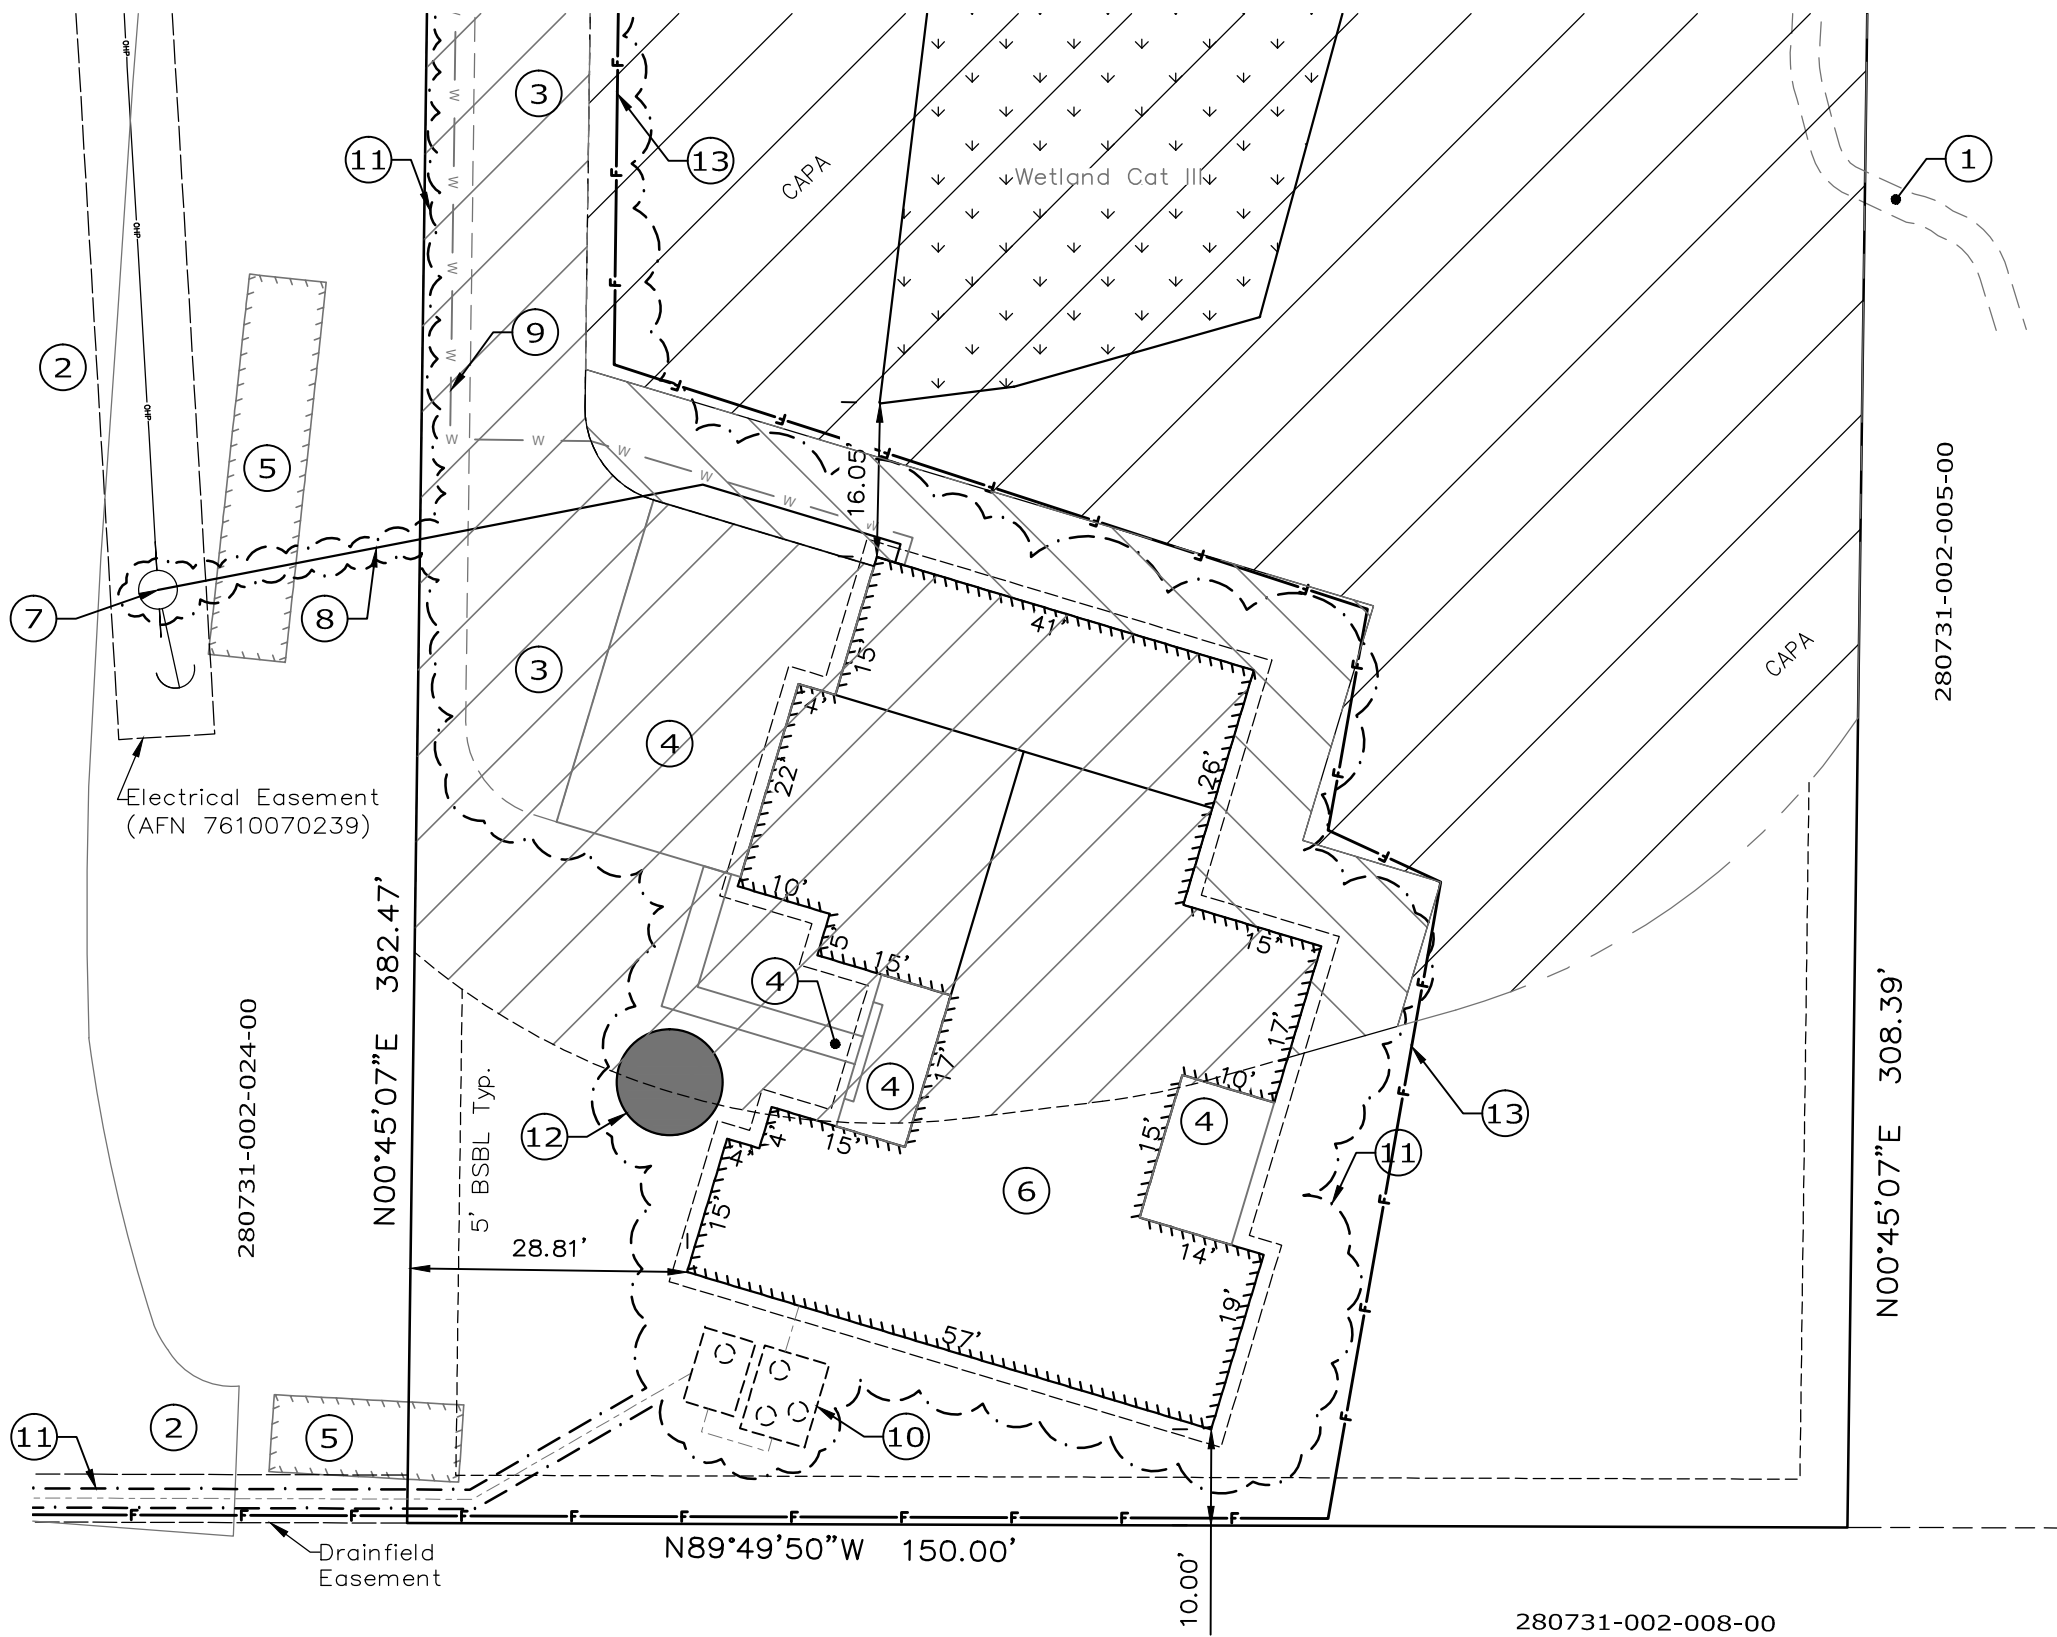 OHP
3
W
11
13
CAPA
Wetland Cat III
1
W
OHP
W
9
2
W
OHP
W
W
W
W
W
W
5
16.05'
280731-002-005-00
7
8
41'
15'
3
4'
CAPA
4
22'
26'
Electrical Easement
(AFN 7610070239)
10'
5'
15'
15'
N00°45'07"E 382.47'
4
17'
17'
N00°45'07"E 308.39'
4
10'
4
280731-002-024-00
5' BSBL Typ.
12
13
4'
4'
15'
15'
11
6
15'
28.81'
14'
19'
57'
2
5
11
10
F
F
F
F
F
F
F
F
F
F
F
Drainfield
Easement
N89°49'50"W 150.00'
10.00'
280731-002-008-00